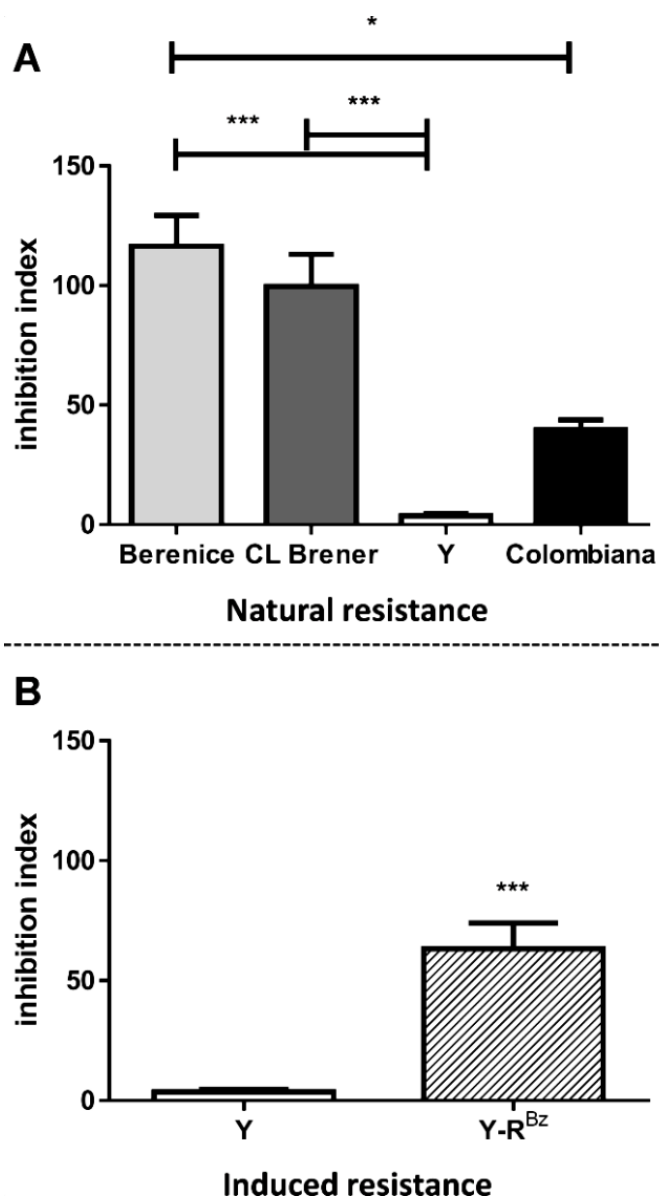 A
*
***
***
150
100
50
0
inhibition index
Berenice CL Brener Y Colombiana
Natural resistance
B
150
100
50
0
inhibition index
***
Y Y-R^Bz
Induced resistance